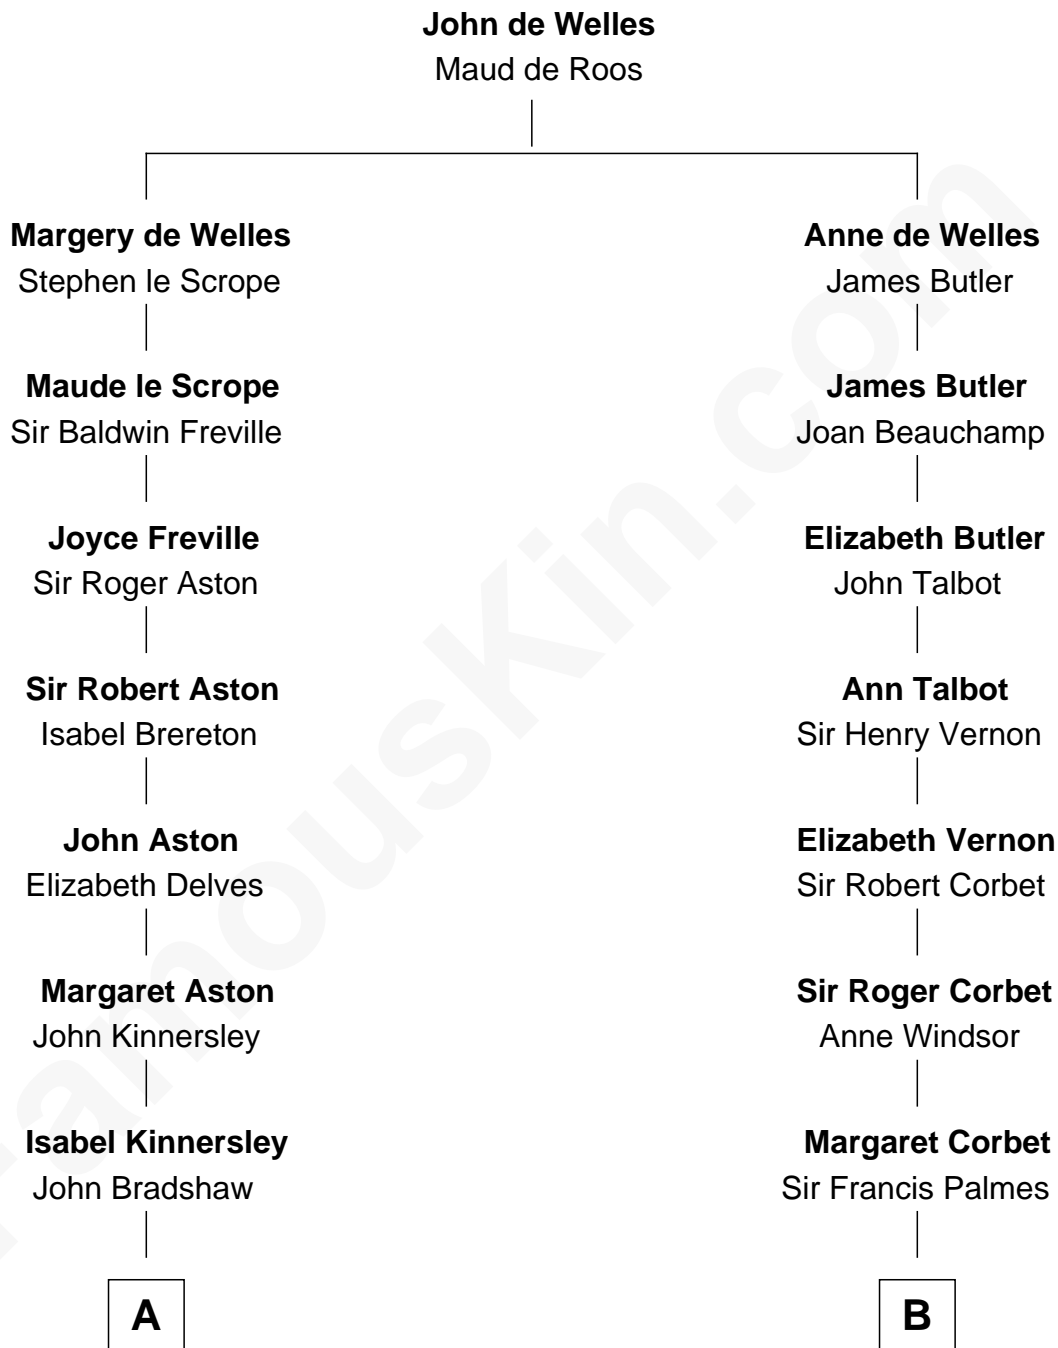 John de Welles
Maud de Roos
Margery de Welles
Stephen le Scrope
Anne de Welles
James Butler
Maude le Scrope
Sir Baldwin Freville
James Butler
Joan Beauchamp
Joyce Freville
Sir Roger Aston
Elizabeth Butler
John Talbot
Sir Robert Aston
Isabel Brereton
Ann Talbot
Sir Henry Vernon
John Aston
Elizabeth Delves
Elizabeth Vernon
Sir Robert Corbet
Margaret Aston
John Kinnersley
Sir Roger Corbet
Anne Windsor
Isabel Kinnersley
John Bradshaw
Margaret Corbet
Sir Francis Palmes
A
B
FamousKin.com